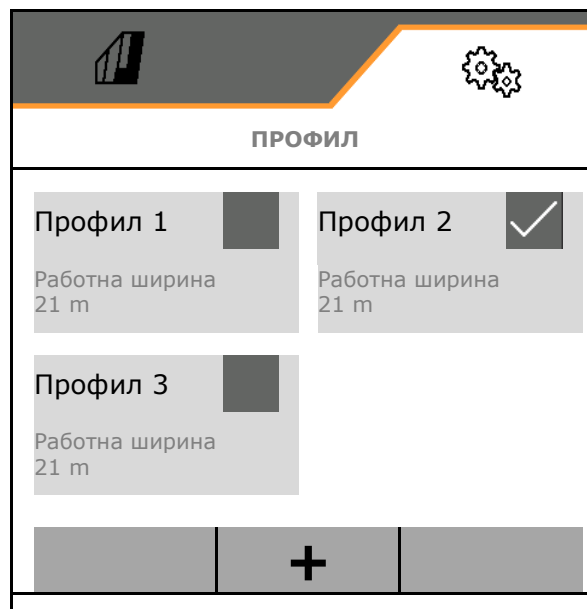 ПРОФИЛ
Профил 1
Работна ширина
21 m
Профил 2
Работна ширина
21 m
Профил 3
Работна ширина
21 m
+